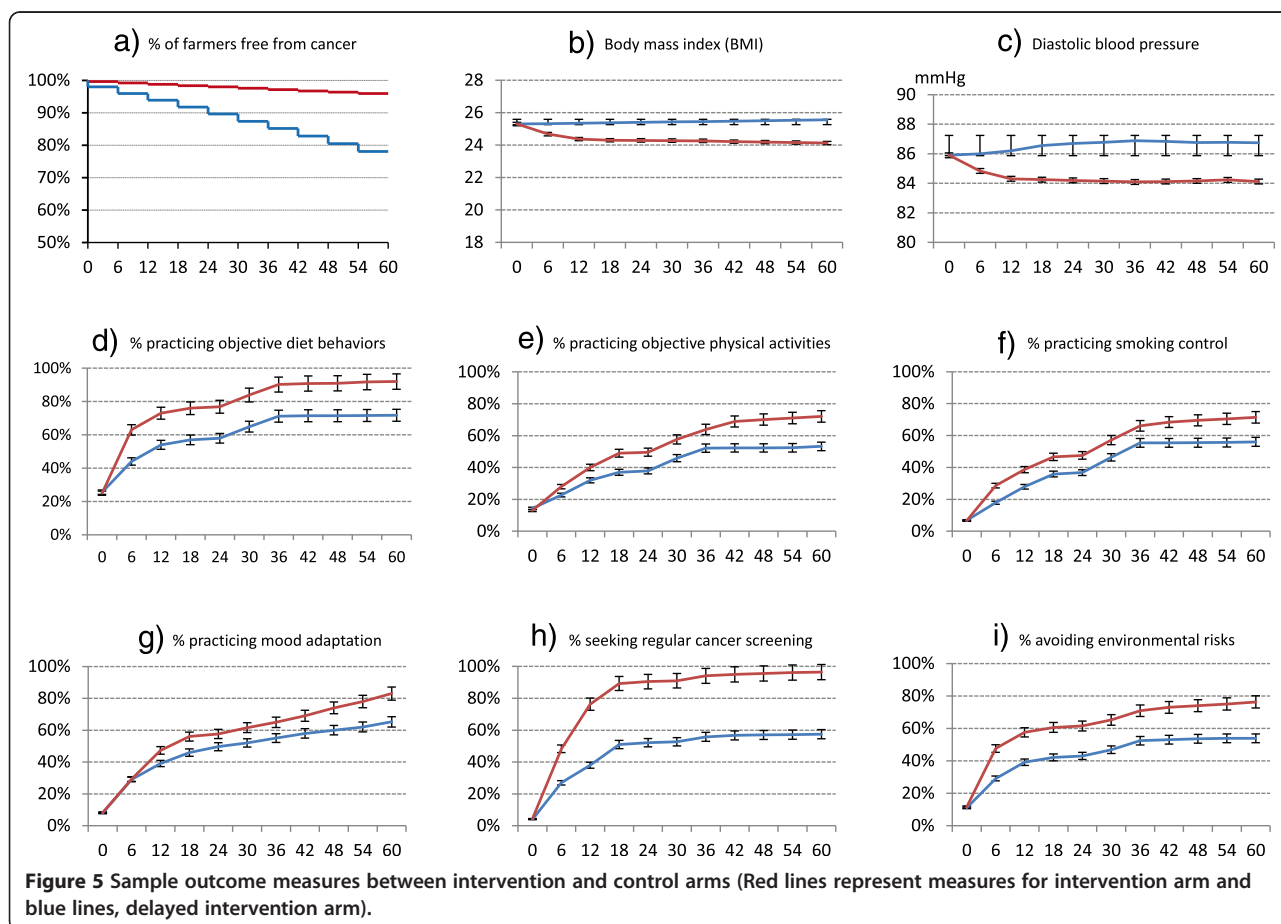 a) % of farmers free from cancer
100%
90%
80%
70%
60%
50%
0 6 12 18 24 30 36 42 48 54 60
b) Body mass index (BMI)
28
26
24
22
20
18
0 6 12 18 24 30 36 42 48 54 60
c) Diastolic blood pressure
mmHg
90
88
86
84
82
80
0 6 12 18 24 30 36 42 48 54 60
d) % practicing objective diet behaviors
100%
80%
60%
40%
20%
0%
0 6 12 18 24 30 36 42 48 54 60
e) % practicing objective physical activities
100%
80%
60%
40%
20%
0%
0 6 12 18 24 30 36 42 48 54 60
f) % practicing smoking control
100%
80%
60%
40%
20%
0%
0 6 12 18 24 30 36 42 48 54 60
g) % practicing mood adaptation
100%
80%
60%
40%
20%
0%
0 6 12 18 24 30 36 42 48 54 60
h) % seeking regular cancer screening
100%
80%
60%
40%
20%
0%
0 6 12 18 24 30 36 42 48 54 60
i) % avoiding environmental risks
100%
80%
60%
40%
20%
0%
0 6 12 18 24 30 36 42 48 54 60
Figure 5 Sample outcome measures between intervention and control arms (Red lines represent measures for intervention arm and
blue lines, delayed intervention arm).